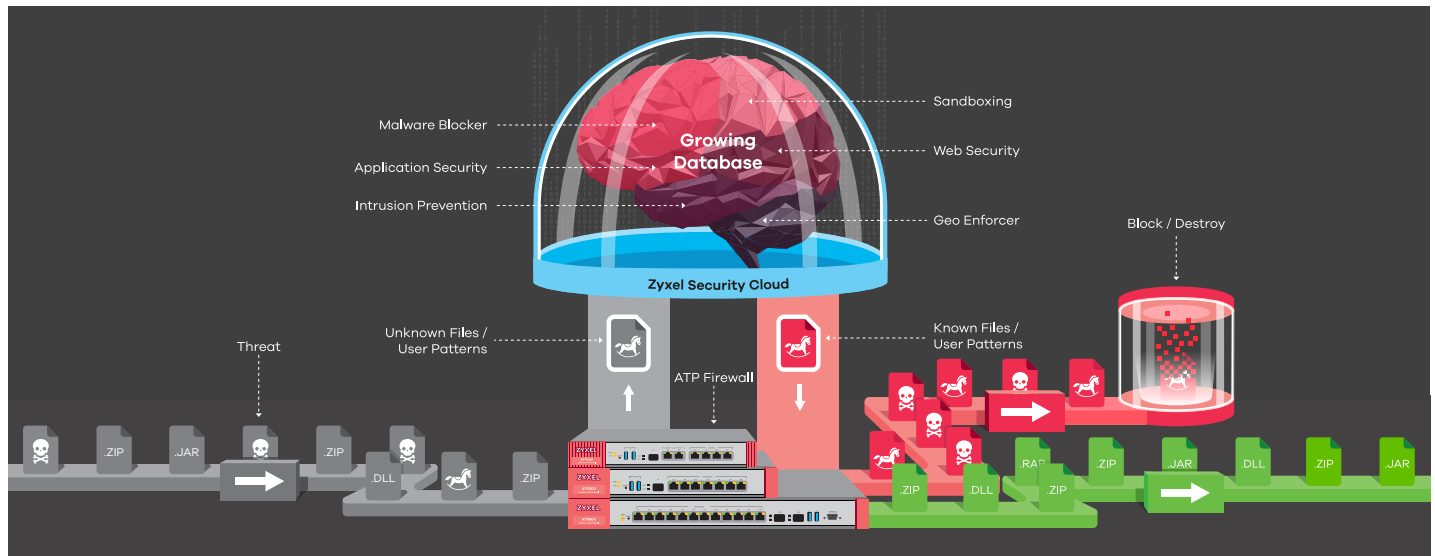 Malware Blocker
Application Security
Intrusion Prevention
Growing
Database
Sandboxing
Web Security
Geo Enforcer
Zyxel Security Cloud
Block / Destroy
Unknown Files /
User Patterns
Known Files /
User Patterns
Threat
ATP Firewall
.ZIP
.JAR
.ZIP
.DLL
.ZIP
ZYXEL
ZYXEL
ZYXEL
.RAR
.ZIP
.JAR
.DLL
.ZIP
.JAR
.ZIP
.DLL
.ZIP